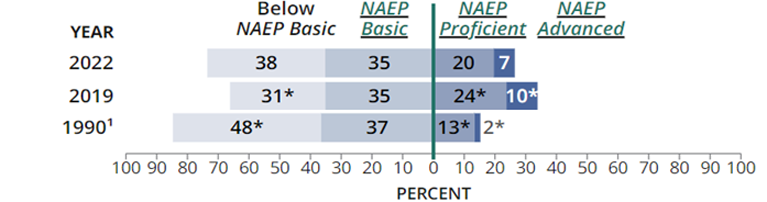 YEAR Below NAEP Basic NAEP Basic NAEP Proficient NAEP Advanced
2022 38 35 20 7
2019 31* 35 24* 10*
1990¹ 48* 37 13* 2*
100 90 80 70 60 50 40 30 20 10 0 10 20 30 40 50 60 70 80 90 100
PERCENT